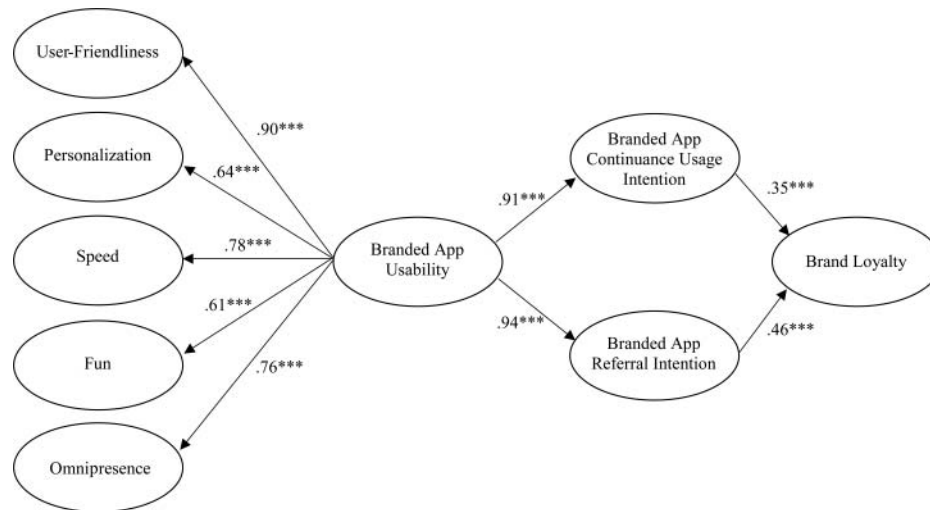 User-Friendliness
.90***
Personalization
.64***
Speed
.78***
Fun
.61***
Omnipresence
.76***
Branded App
Usability
.91***
.94***
Branded App
Continuance Usage
Intention
Branded App
Referral Intention
.35***
.46***
Brand Loyalty